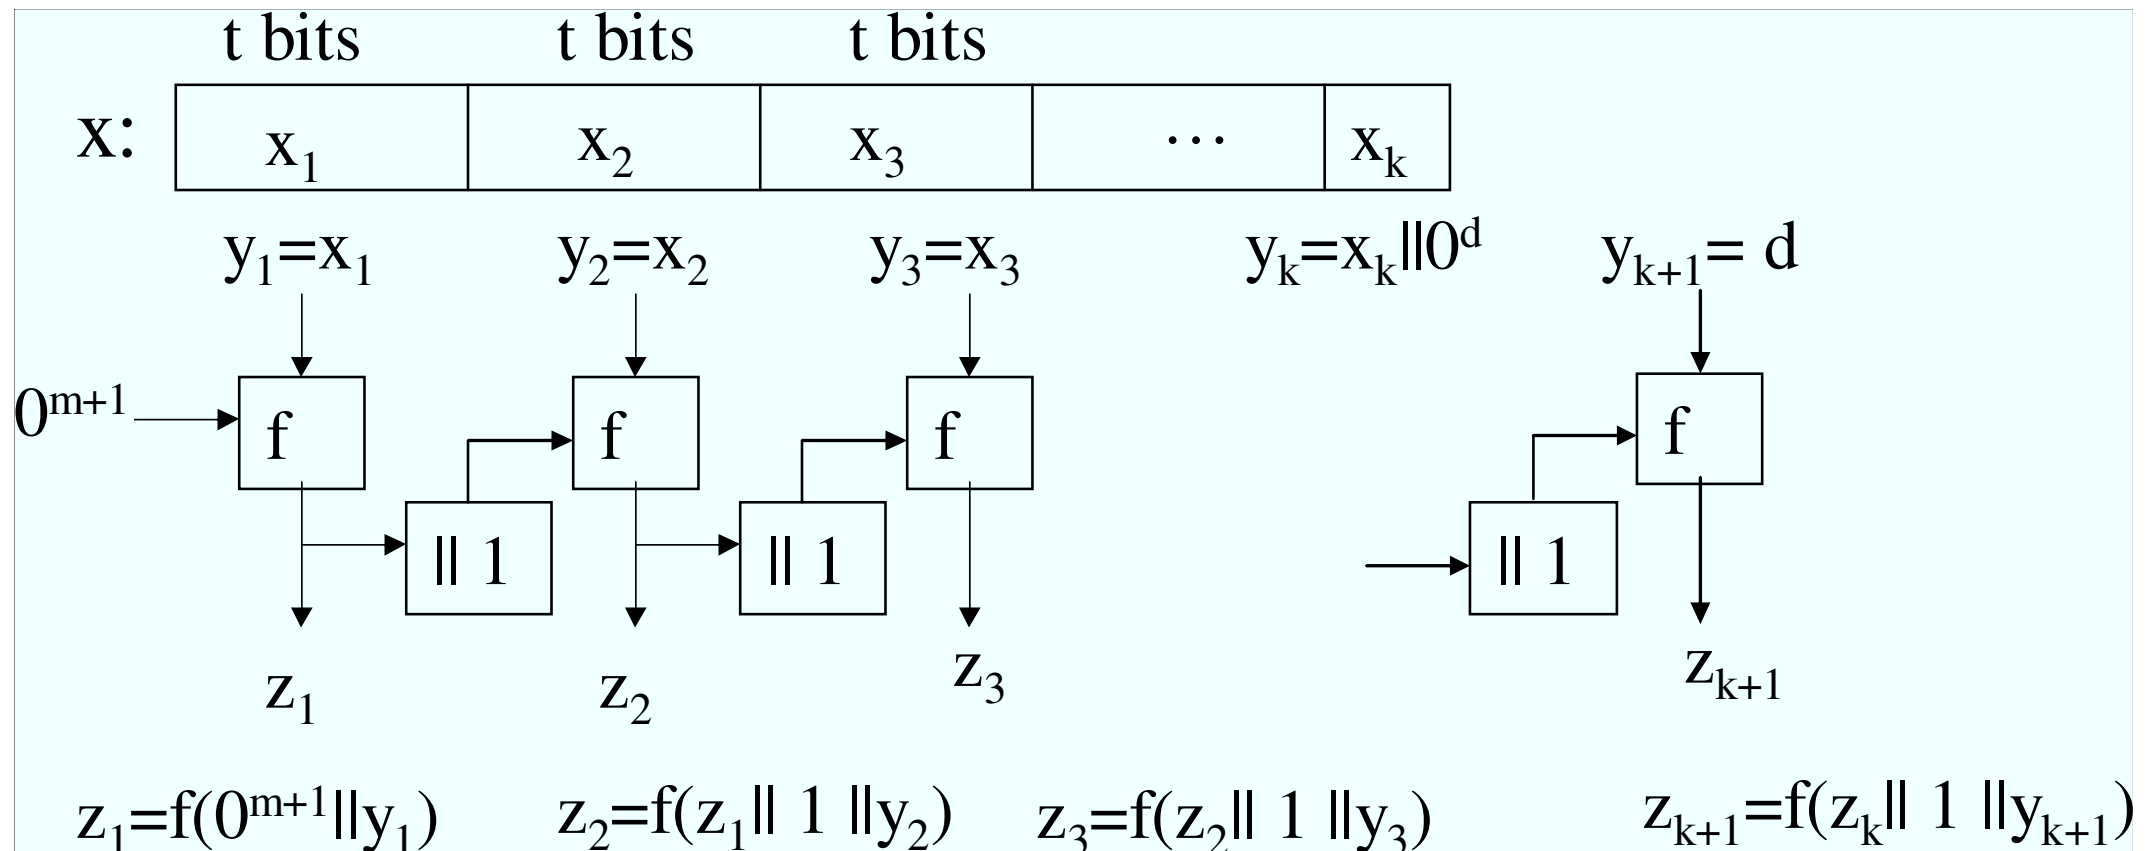 t bits t bits t bits
x: x₁ x₂ x₃ ... xₖ
y₁=x₁ y₂=x₂ y₃=x₃ yₖ=xₖ||0ᵈ yₖ₊₁= d
0ᵐ⁺¹ f f f f
|| 1 || 1 || 1
z₁ z₂ z₃ zₖ₊₁
z₁=f(0ᵐ⁺¹||y₁) z₂=f(z₁|| 1 ||y₂) z₃=f(z₂|| 1 ||y₃) zₖ₊₁=f(zₖ|| 1 ||yₖ₊₁)